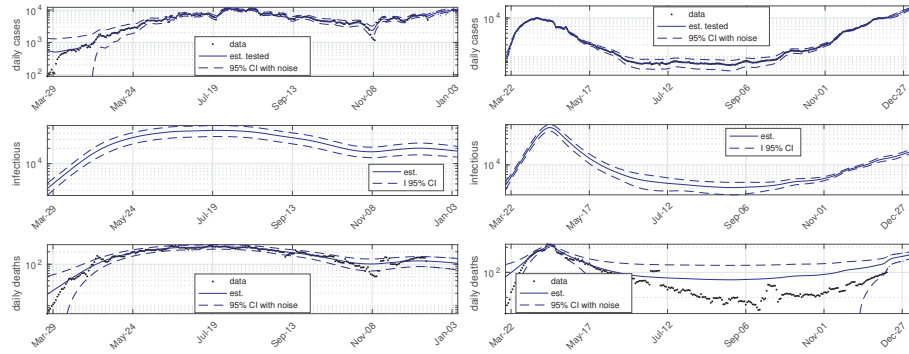 daily cases
10^4
10^3
10^2
data
est. tested
95% CI with noise
Mar-29
May-24
Jul-19
Sep-13
Nov-08
Jan-03
daily cases
10^4
10^3
data
est. tested
95% CI with noise
Mar-22
May-17
Jul-12
Sep-06
Nov-01
Dec-27
infectious
10^4
est.
I 95% CI
Mar-29
May-24
Jul-19
Sep-13
Nov-08
Jan-03
infectious
10^4
est.
I 95% CI
Mar-22
May-17
Jul-12
Sep-06
Nov-01
Dec-27
daily deaths
10^2
data
est.
95% CI with noise
Mar-29
May-24
Jul-19
Sep-13
Nov-08
Jan-03
daily deaths
10^2
data
est.
95% CI with noise
Mar-22
May-17
Jul-12
Sep-06
Nov-01
Dec-27